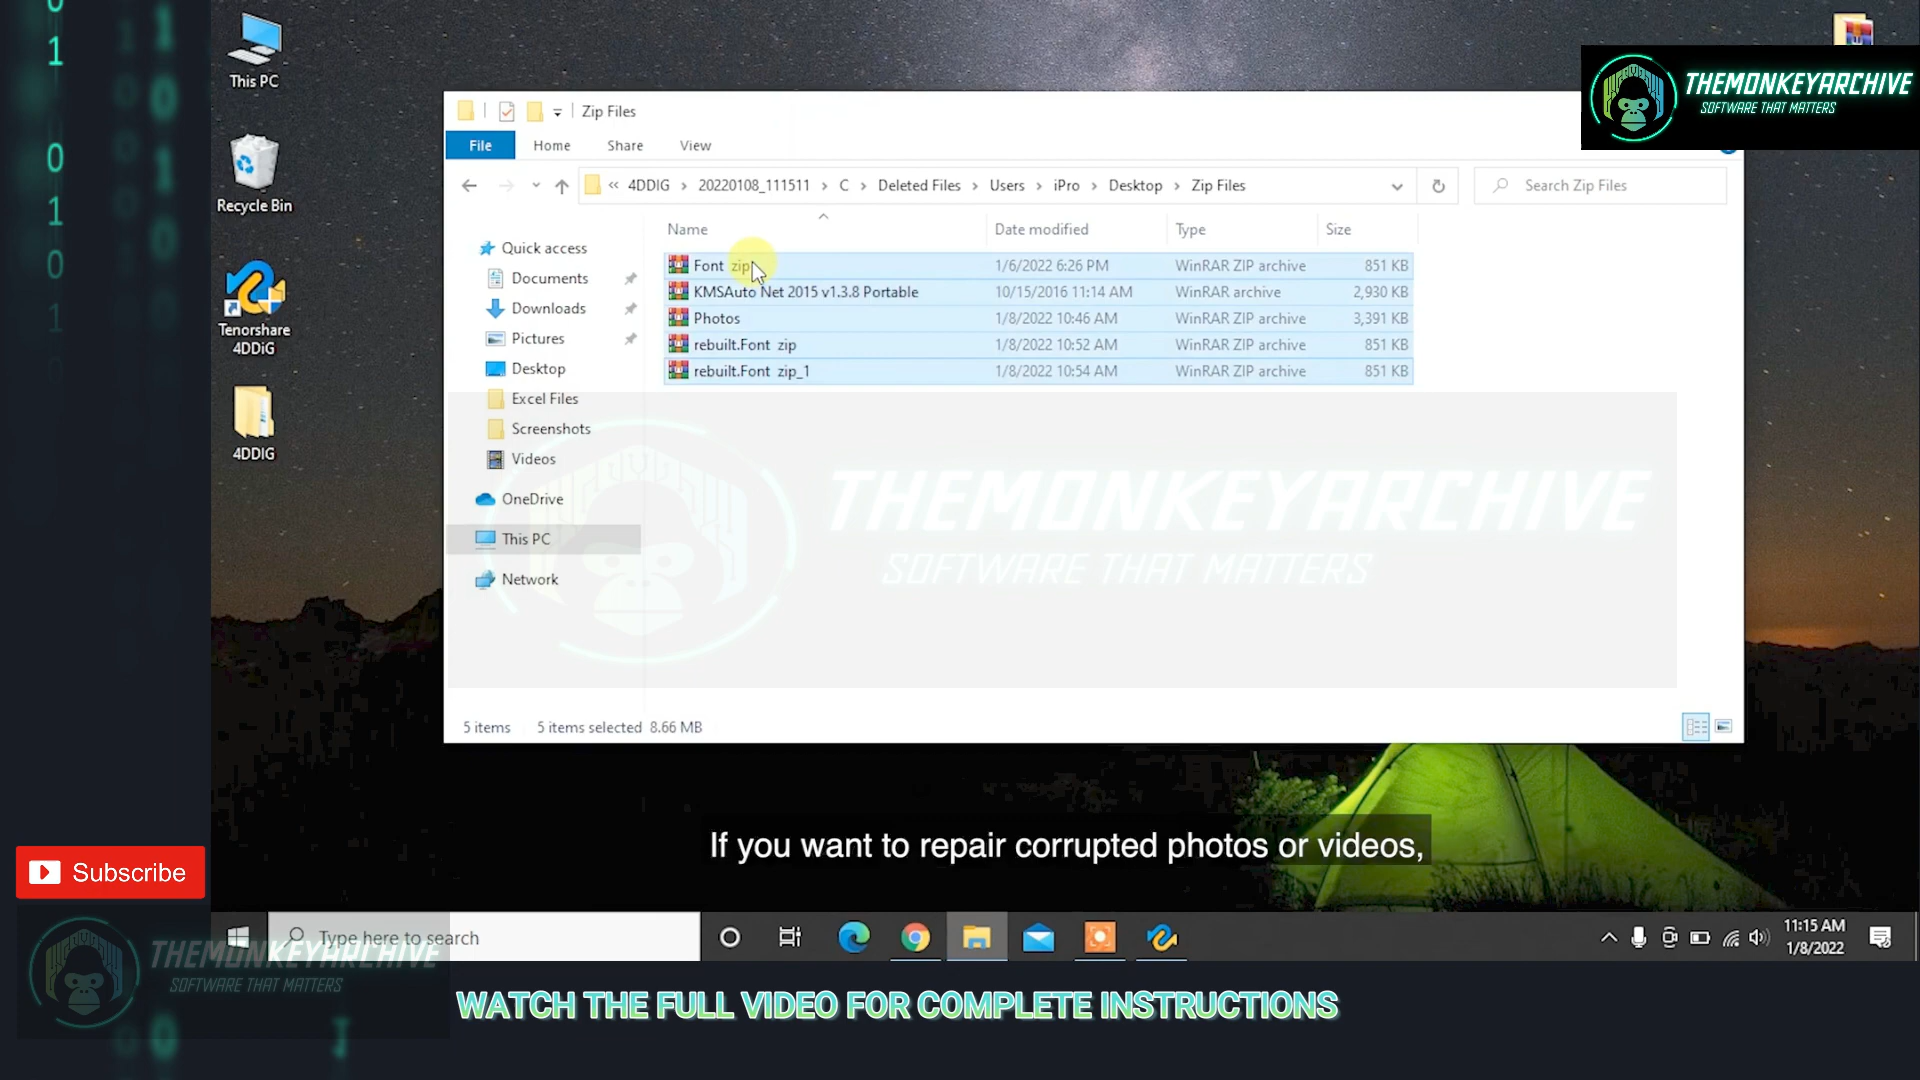 This PC
Recycle Bin
Tenorshare
4DDiG
4DDIG
THEMONKEYARCHIVE
SOFTWARE THAT MATTERS
Zip Files
File Home Share View
« 4DDIG › 20220108_111511 › C › Deleted Files › Users › iPro › Desktop › Zip Files
Search Zip Files
Name Date modified Type Size
Font zip 1/6/2022 6:26 PM WinRAR ZIP archive 851 KB
KMSAuto Net 2015 v1.3.8 Portable 10/15/2016 11:14 AM WinRAR archive 2,930 KB
Photos 1/8/2022 10:46 AM WinRAR ZIP archive 3,391 KB
rebuilt.Font zip 1/8/2022 10:52 AM WinRAR ZIP archive 851 KB
rebuilt.Font zip_1 1/8/2022 10:54 AM WinRAR ZIP archive 851 KB
Quick access
Documents
Downloads
Pictures
Desktop
Excel Files
Screenshots
Videos
OneDrive
This PC
Network
THEMONKEYARCHIVE
SOFTWARE THAT MATTERS
5 items 5 items selected 8.66 MB
If you want to repair corrupted photos or videos,
Subscribe
Type here to search
11:15 AM
1/8/2022
THEMONKEYARCHIVE
SOFTWARE THAT MATTERS
WATCH THE FULL VIDEO FOR COMPLETE INSTRUCTIONS